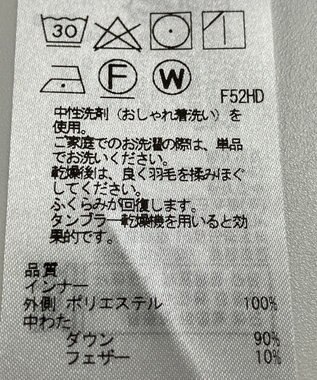 30
F W
F52HD
中性洗剤（おしゃれ着洗い）を
使用。
ご家庭でのお洗濯の際は、単品
でお洗いください。
乾燥後は、良く羽毛を揉みほぐ
してください。
ふくらみが回復します。
タンブラー乾燥機を用いると効
果的です。
品質
インナー
外側 ポリエステル 100%
中わた
ダウン 90%
フェザー 10%